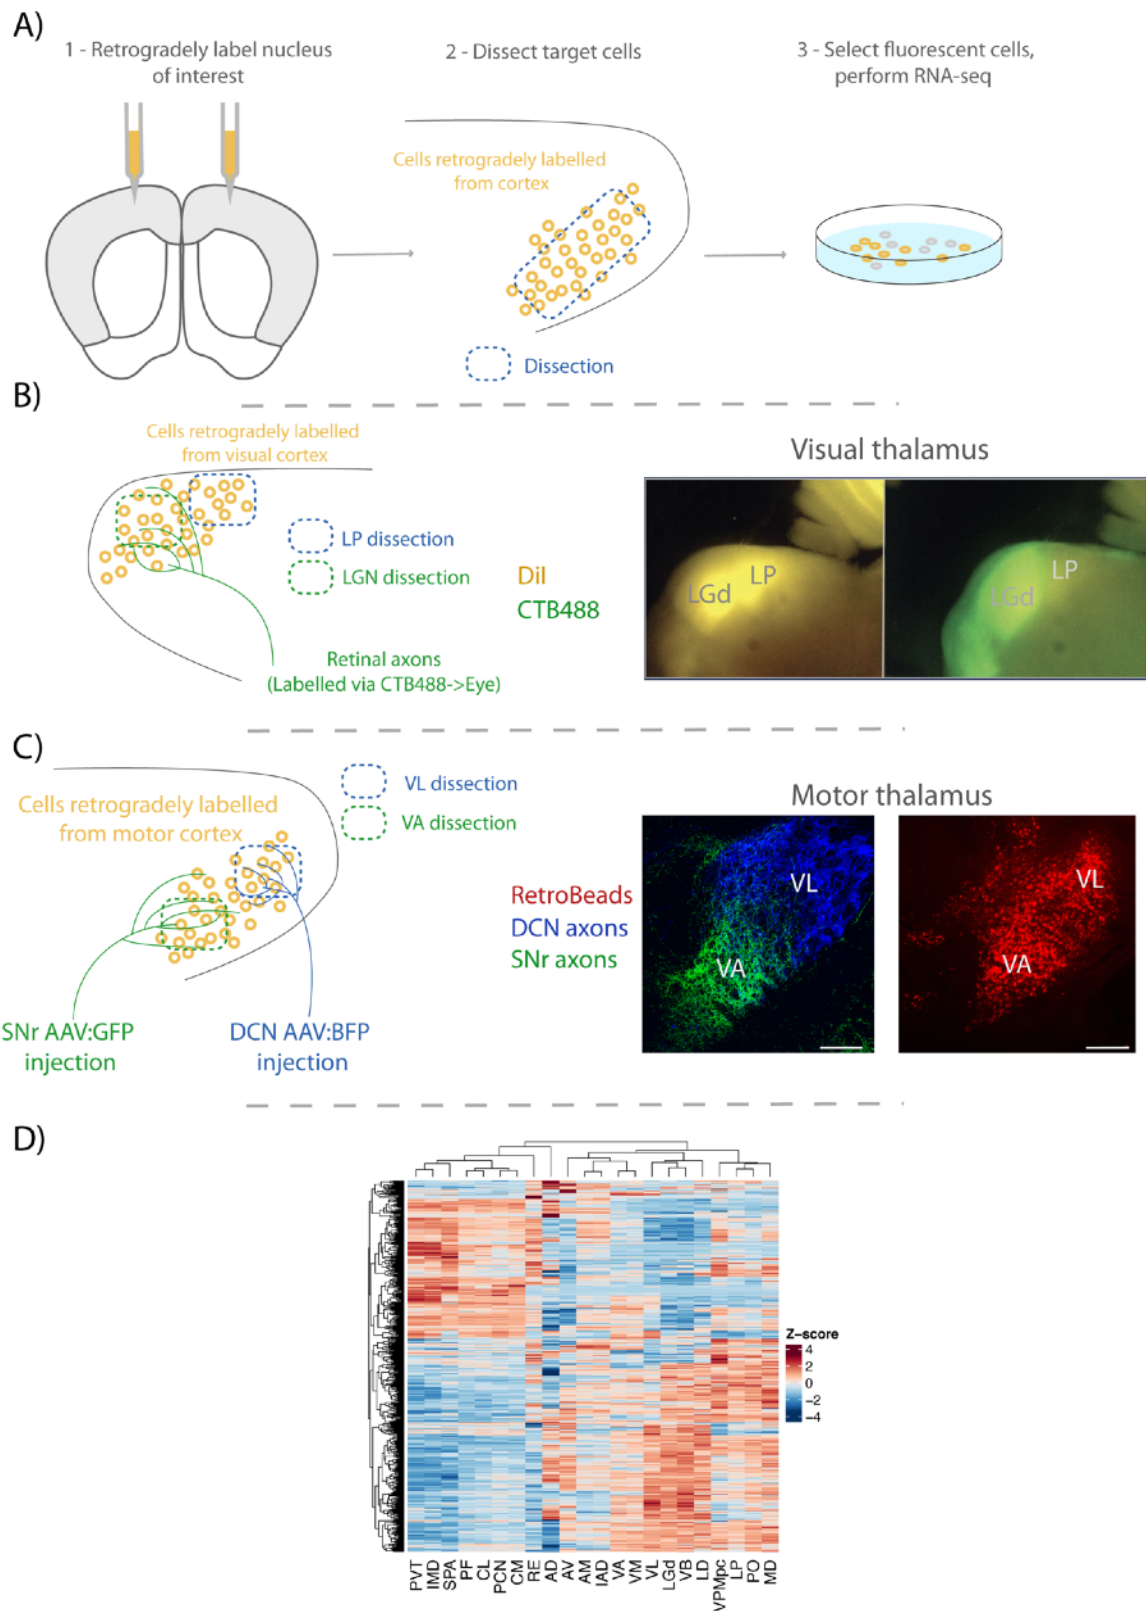 A)
1 - Retrogradely label nucleus
of interest
2 - Dissect target cells
3 - Select fluorescent cells,
perform RNA-seq
Cells retrogradely labelled
from cortex
Dissection
B)
Cells retrogradely labelled
from visual cortex
LP dissection
LGN dissection
Retinal axons
(Labelled via CTB488->Eye)
Visual thalamus
DiI
CTB488
LGd
LP
LGd
LP
C)
Cells retrogradely labelled
from motor cortex
VL dissection
VA dissection
SNr AAV:GFP
injection
DCN AAV:BFP
injection
Motor thalamus
RetroBeads
DCN axons
SNr axons
VL
VA
VL
VA
D)
Z-score
4
2
0
−2
−4
PVT
IMD
SPA
PF
CL
PCN
CM
RE
AD
AV
AM
IAD
VA
VM
VL
LGd
VB
LD
VPMpc
LP
PO
MD